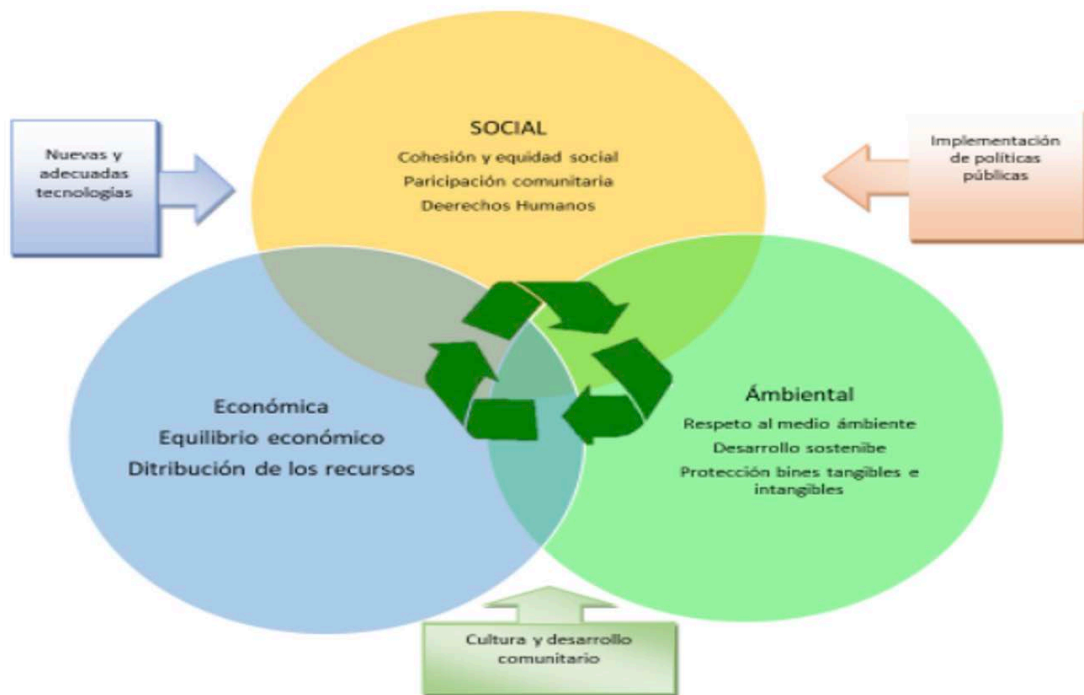 SOCIAL
Cohesión y equidad social
Paricipación comunitaria
Deerechos Humanos
Nuevas y
adecuadas
tecnologías
Implementación
de políticas
públicas
Económica
Equilibrio económico
Ditribución de los recursos
Ámbiental
Respeto al medio ámbiente
Desarrollo sostenibe
Protección bines tangibles e
intangibles
Cultura y desarrollo
comunitario